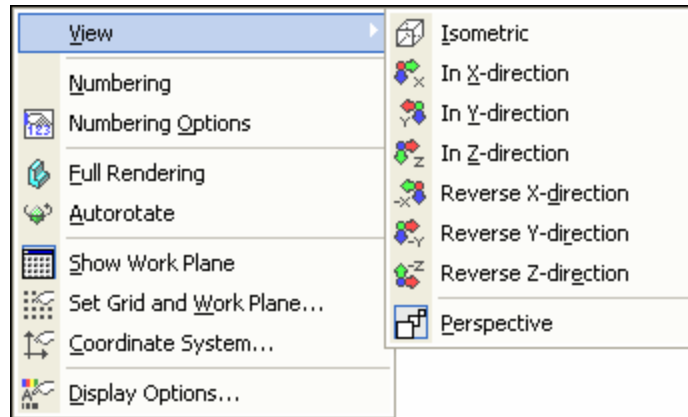 View
Numbering
Numbering Options
Full Rendering
Autorotate
Show Work Plane
Set Grid and Work Plane...
Coordinate System...
Display Options...
Isometric
In X-direction
In Y-direction
In Z-direction
Reverse X-direction
Reverse Y-direction
Reverse Z-direction
Perspective
123
X
Y
Z
-X
-Y
-Z
A